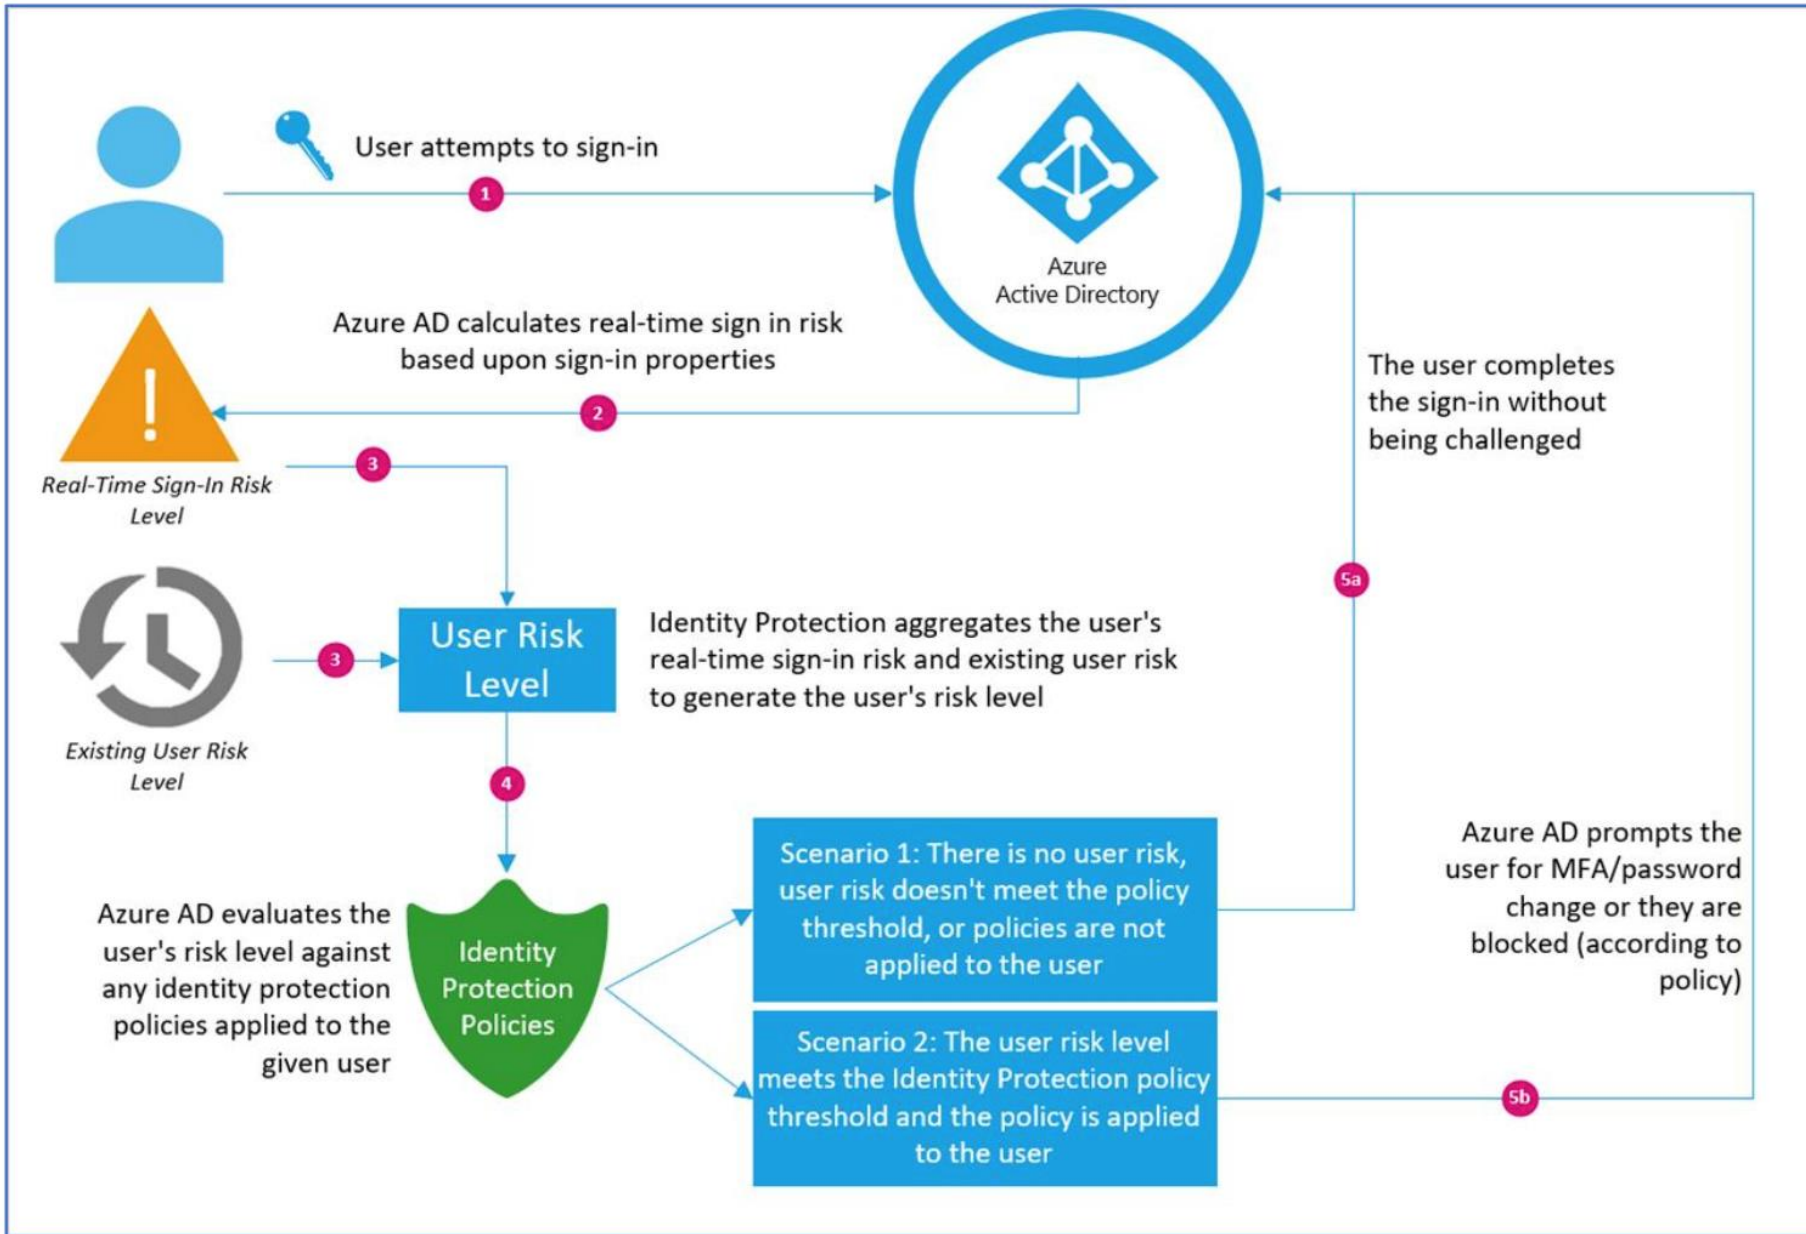 User attempts to sign-in
1
Azure
Active Directory
Azure AD calculates real-time sign in risk
based upon sign-in properties
2
!
Real-Time Sign-In Risk
Level
3
The user completes
the sign-in without
being challenged
5a
3
Existing User Risk
Level
User Risk
Level
Identity Protection aggregates the user's
real-time sign-in risk and existing user risk
to generate the user's risk level
4
Azure AD evaluates the
user's risk level against
any identity protection
policies applied to the
given user
Identity
Protection
Policies
Scenario 1: There is no user risk,
user risk doesn't meet the policy
threshold, or policies are not
applied to the user
Scenario 2: The user risk level
meets the Identity Protection policy
threshold and the policy is applied
to the user
Azure AD prompts the
user for MFA/password
change or they are
blocked (according to
policy)
5b